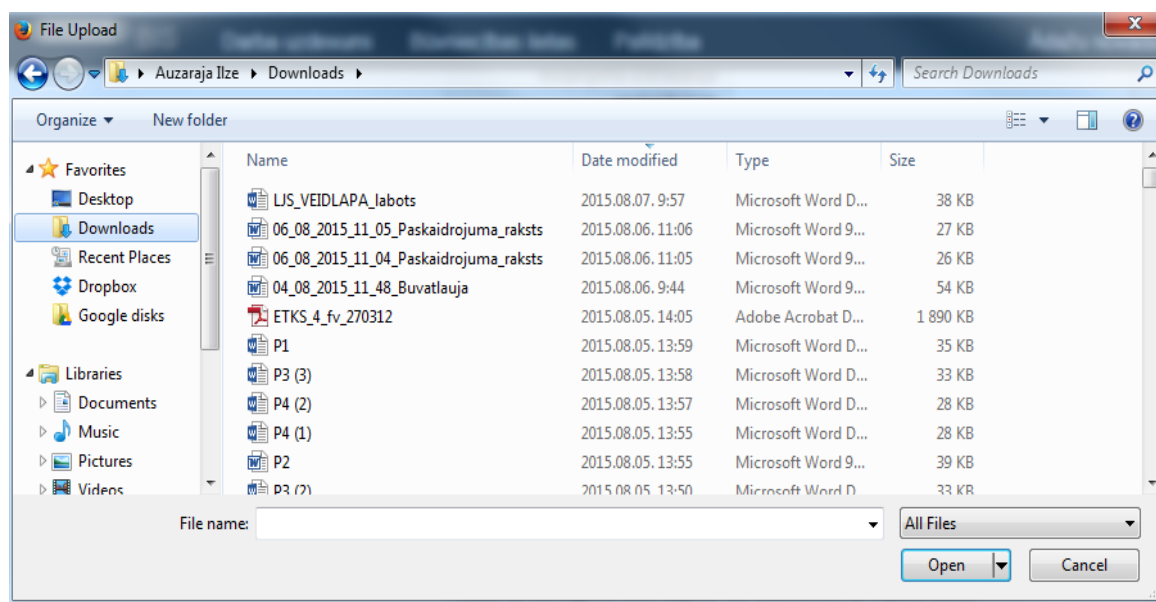 File Upload
Auzaraja Ilze Downloads
Search Downloads
Organize New folder
Favorites
Desktop
Downloads
Recent Places
Dropbox
Google disks
Libraries
Documents
Music
Pictures
Videos
Name Date modified Type Size
LJS_VEIDLAPA_labots 2015.08.07. 9:57 Microsoft Word D... 38 KB
06_08_2015_11_05_Paskaidrojuma_raksts 2015.08.06. 11:06 Microsoft Word 9... 27 KB
06_08_2015_11_04_Paskaidrojuma_raksts 2015.08.06. 11:05 Microsoft Word 9... 26 KB
04_08_2015_11_48_Buvatlauja 2015.08.06. 9:44 Microsoft Word 9... 54 KB
ETKS_4_fv_270312 2015.08.05. 14:05 Adobe Acrobat D... 1 890 KB
P1 2015.08.05. 13:59 Microsoft Word D... 35 KB
P3 (3) 2015.08.05. 13:58 Microsoft Word D... 33 KB
P4 (2) 2015.08.05. 13:57 Microsoft Word D... 28 KB
P4 (1) 2015.08.05. 13:55 Microsoft Word D... 28 KB
P2 2015.08.05. 13:55 Microsoft Word 9... 39 KB
P3 (2) 2015.08.05. 13:50 Microsoft Word D... 33 KB
File name: All Files
Open Cancel